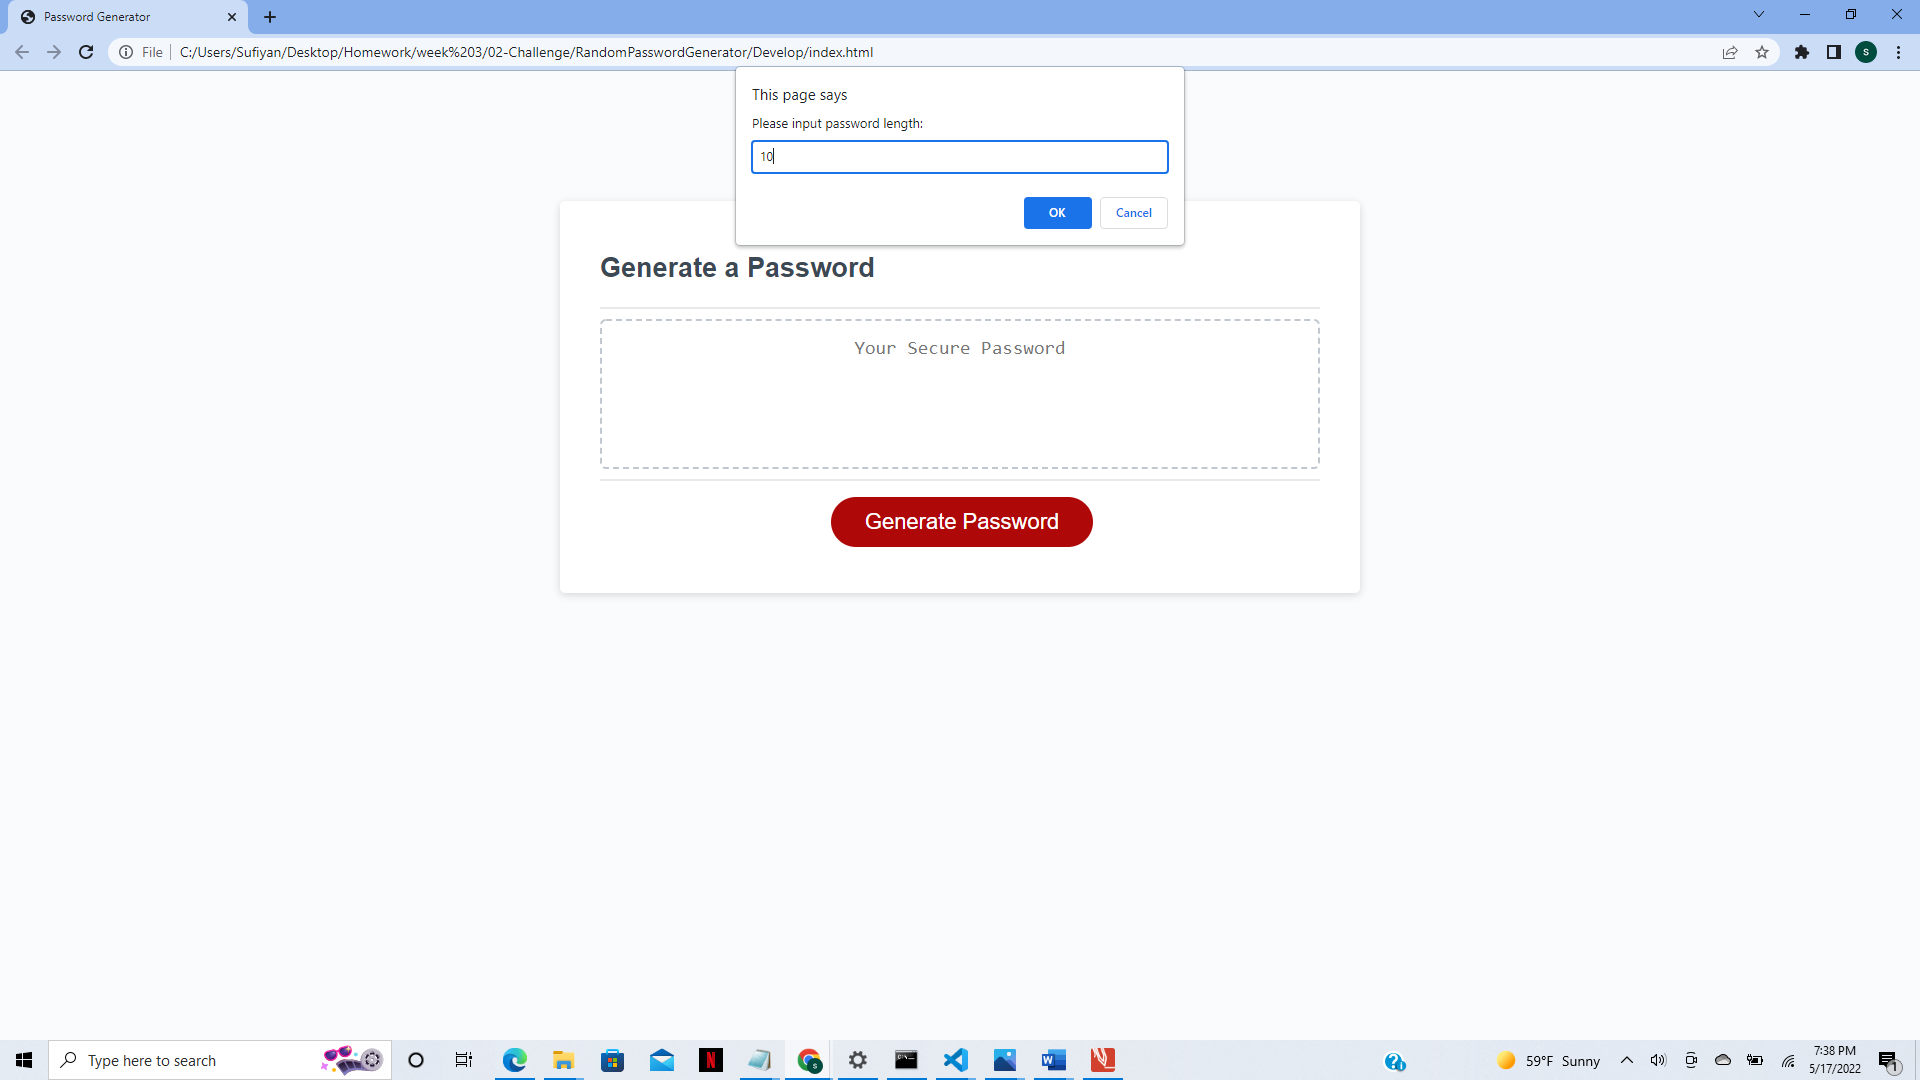 Password Generator
File
C:/Users/Sufiyan/Desktop/Homework/week%203/02-Challenge/RandomPasswordGenerator/Develop/index.html
S
This page says
Please input password length:
10
OK
Cancel
Generate a Password
Your Secure Password
Generate Password
Type here to search
59°F Sunny
7:38 PM
5/17/2022
1